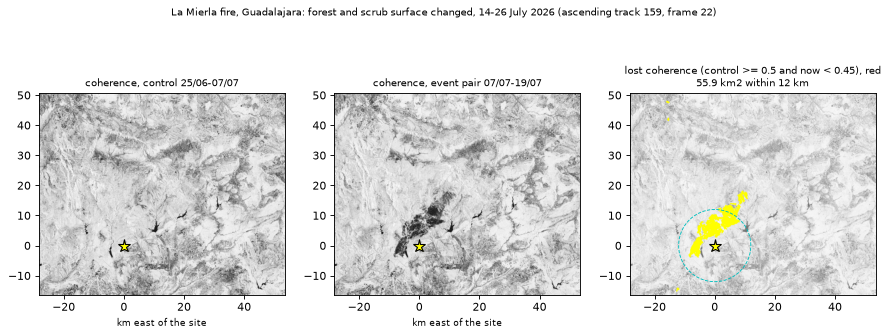 La Mierla fire, Guadalajara: forest and scrub surface changed, 14-26 July 2026 (ascending track 159, frame 22)
coherence, control 25/06-07/07
coherence, event pair 07/07-19/07
lost coherence (control >= 0.5 and now < 0.45), red
55.9 km2 within 12 km
50
40
30
20
10
0
−10
−20 0 20 40
km east of the site
50
40
30
20
10
0
−10
−20 0 20 40
km east of the site
50
40
30
20
10
0
−10
−20 0 20 40